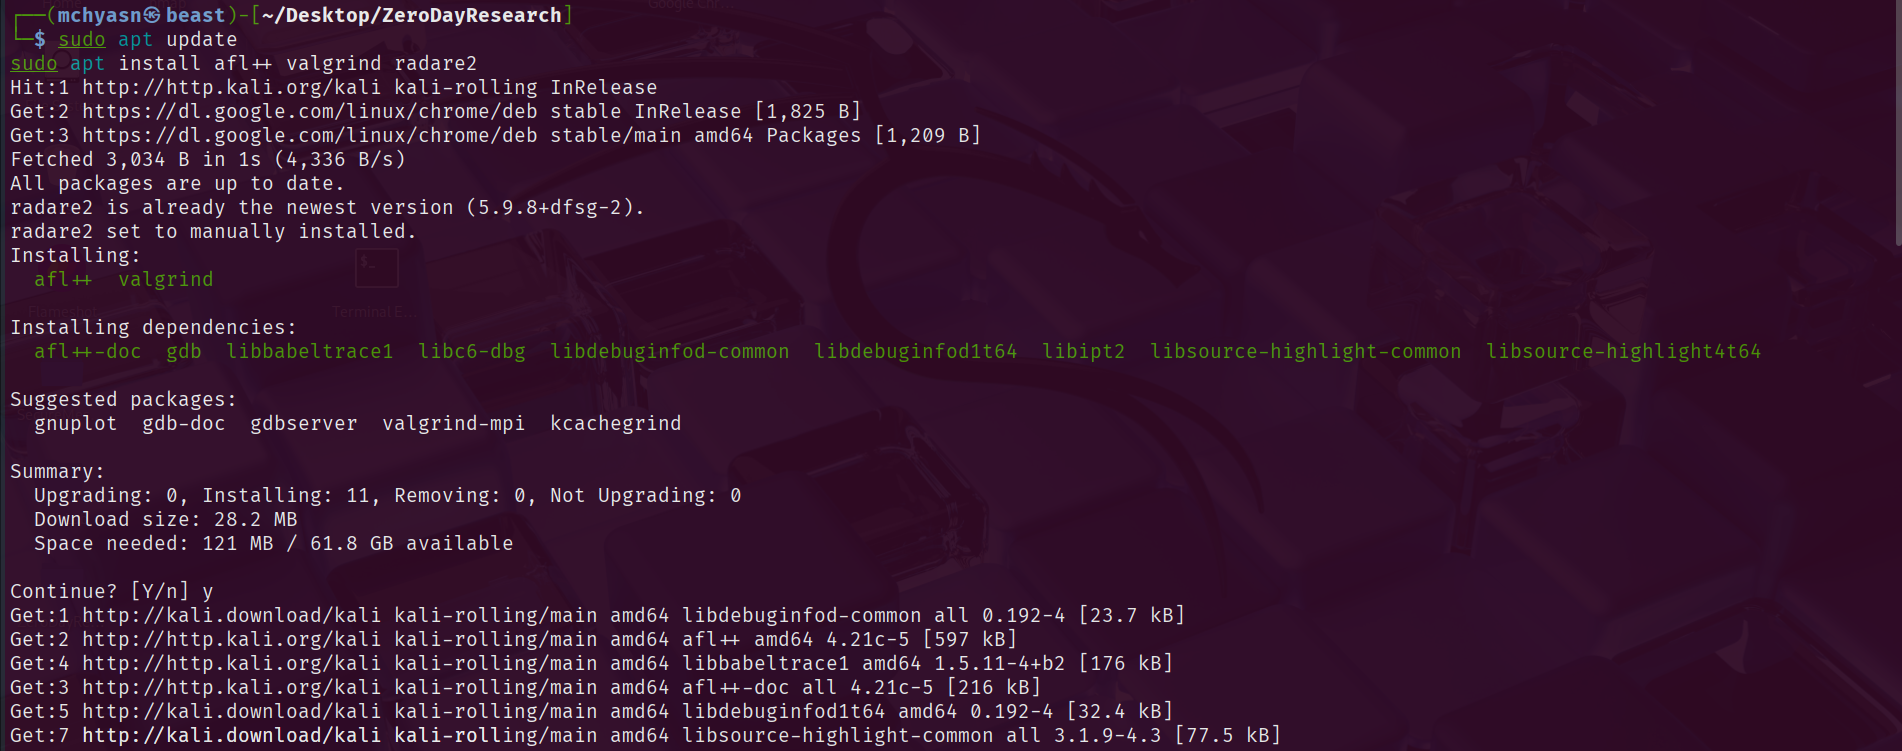 ┌──(mchyasn㉿beast)-[~/Desktop/ZeroDayResearch]
└─$ sudo apt update
sudo apt install afl++ valgrind radare2
Hit:1 http://http.kali.org/kali kali-rolling InRelease
Get:2 https://dl.google.com/linux/chrome/deb stable InRelease [1,825 B]
Get:3 https://dl.google.com/linux/chrome/deb stable/main amd64 Packages [1,209 B]
Fetched 3,034 B in 1s (4,336 B/s)
All packages are up to date.
radare2 is already the newest version (5.9.8+dfsg-2).
radare2 set to manually installed.
Installing:
  afl++  valgrind

Installing dependencies:
  afl++-doc  gdb  libbabeltrace1  libc6-dbg  libdebuginfod-common  libdebuginfod1t64  libipt2  libsource-highlight-common  libsource-highlight4t64

Suggested packages:
  gnuplot  gdb-doc  gdbserver  valgrind-mpi  kcachegrind

Summary:
  Upgrading: 0, Installing: 11, Removing: 0, Not Upgrading: 0
  Download size: 28.2 MB
  Space needed: 121 MB / 61.8 GB available

Continue? [Y/n] y
Get:1 http://kali.download/kali kali-rolling/main amd64 libdebuginfod-common all 0.192-4 [23.7 kB]
Get:2 http://http.kali.org/kali kali-rolling/main amd64 afl++ amd64 4.21c-5 [597 kB]
Get:4 http://kali.download/kali kali-rolling/main amd64 libbabeltrace1 amd64 1.5.11-4+b2 [176 kB]
Get:3 http://http.kali.org/kali kali-rolling/main amd64 afl++-doc all 4.21c-5 [216 kB]
Get:5 http://kali.download/kali kali-rolling/main amd64 libdebuginfod1t64 amd64 0.192-4 [32.4 kB]
Get:7 http://kali.download/kali kali-rolling/main amd64 libsource-highlight-common all 3.1.9-4.3 [77.5 kB]
Google Chr...
Terminal E...